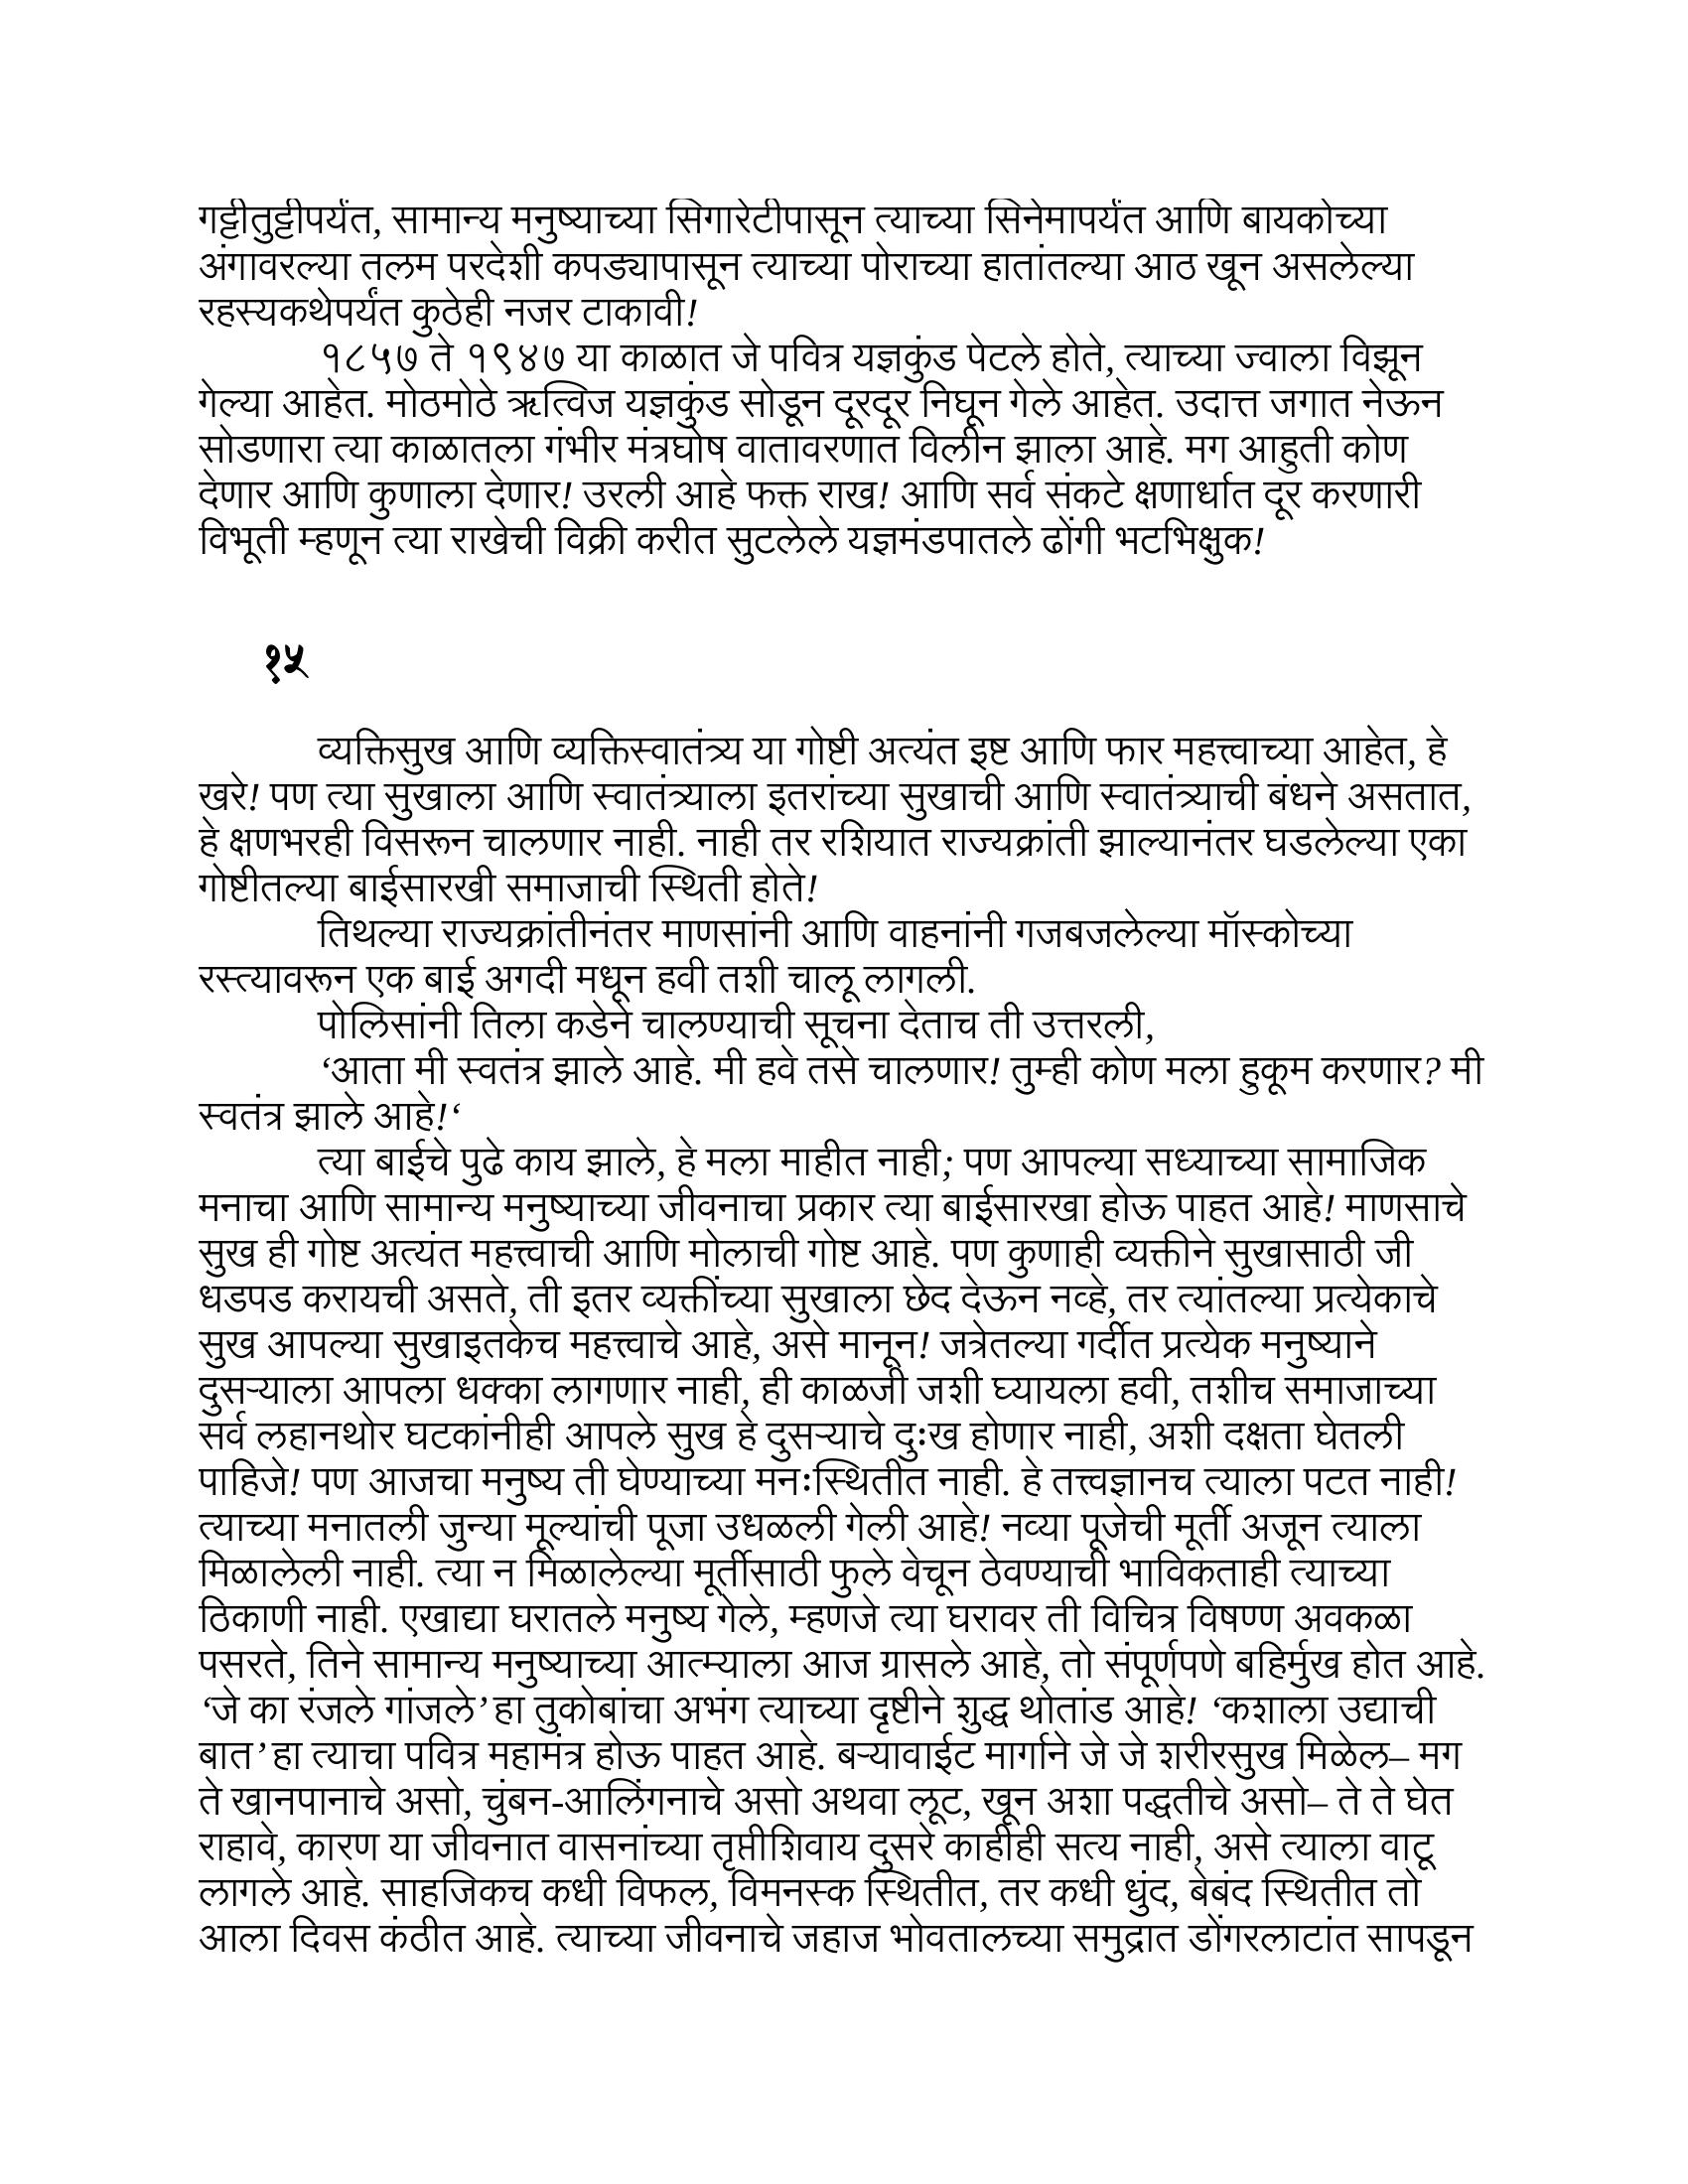 गट्टीतुट्टीपर्यंत, सामान्य मनुष्याच्या सिगारेटीपासून त्याच्या सिनेमापर्यंत आणि बायकोच्या
अंगावरल्या तलम परदेशी कपड्यापासून त्याच्या पोराच्या हातांतल्या आठ खून असलेल्या
रहस्यकथेपर्यंत कुठेही नजर टाकावी!
१८५७ ते १९४७ या काळात जे पवित्र यज्ञकुंड पेटले होते, त्याच्या ज्वाला विझून
गेल्या आहेत. मोठमोठे ऋत्विज यज्ञकुंड सोडून दूरदूर निघून गेले आहेत. उदात्त जगात नेऊन
सोडणारा त्या काळातला गंभीर मंत्रघोष वातावरणात विलीन झाला आहे. मग आहुती कोण
देणार आणि कुणाला देणार! उरली आहे फक्त राख! आणि सर्व संकटे क्षणार्धात दूर करणारी
विभूती म्हणून त्या राखेची विक्री करीत सुटलेले यज्ञमंडपातले ढोंगी भटभिक्षुक!
१५
व्यक्तिसुख आणि व्यक्तिस्वातंत्र्य या गोष्टी अत्यंत इष्ट आणि फार महत्त्वाच्या आहेत, हे
खरे! पण त्या सुखाला आणि स्वातंत्र्याला इतरांच्या सुखाची आणि स्वातंत्र्याची बंधने असतात,
हे क्षणभरही विसरून चालणार नाही. नाही तर रशियात राज्यक्रांती झाल्यानंतर घडलेल्या एका
गोष्टीतल्या बाईसारखी समाजाची स्थिती होते!
तिथल्या राज्यक्रांतीनंतर माणसांनी आणि वाहनांनी गजबजलेल्या मॉस्कोच्या
रस्त्यावरून एक बाई अगदी मधून हवी तशी चालू लागली.
पोलिसांनी तिला कडेने चालण्याची सूचना देताच ती उत्तरली,
‘आता मी स्वतंत्र झाले आहे. मी हवे तसे चालणार! तुम्ही कोण मला हुकूम करणार? मी
स्वतंत्र झाले आहे!‘
त्या बाईचे पुढे काय झाले, हे मला माहीत नाही; पण आपल्या सध्याच्या सामाजिक
मनाचा आणि सामान्य मनुष्याच्या जीवनाचा प्रकार त्या बाईसारखा होऊ पाहत आहे! माणसाचे
सुख ही गोष्ट अत्यंत महत्त्वाची आणि मोलाची गोष्ट आहे. पण कुणाही व्यक्तीने सुखासाठी जी
धडपड करायची असते, ती इतर व्यक्तींच्या सुखाला छेद देऊन नव्हे, तर त्यांतल्या प्रत्येकाचे
सुख आपल्या सुखाइतकेच महत्त्वाचे आहे, असे मानून! जत्रेतल्या गर्दीत प्रत्येक मनुष्याने
दुसऱ्याला आपला धक्का लागणार नाही, ही काळजी जशी घ्यायला हवी, तशीच समाजाच्या
सर्व लहानथोर घटकांनीही आपले सुख हे दुसऱ्याचे दुःख होणार नाही, अशी दक्षता घेतली
पाहिजे! पण आजचा मनुष्य ती घेण्याच्या मनःस्थितीत नाही. हे तत्त्वज्ञानच त्याला पटत नाही!
त्याच्या मनातली जुन्या मूल्यांची पूजा उधळली गेली आहे! नव्या पूजेची मूर्ती अजून त्याला
मिळालेली नाही. त्या न मिळालेल्या मूर्तीसाठी फुले वेचून ठेवण्याची भाविकताही त्याच्या
ठिकाणी नाही. एखाद्या घरातले मनुष्य गेले, म्हणजे त्या घरावर ती विचित्र विषण्ण अवकळा
पसरते, तिने सामान्य मनुष्याच्या आत्म्याला आज ग्रासले आहे, तो संपूर्णपणे बहिर्मुख होत आहे.
‘जे का रंजले गांजले’ हा तुकोबांचा अभंग त्याच्या दृष्टीने शुद्ध थोतांड आहे! ‘कशाला उद्याची
बात’ हा त्याचा पवित्र महामंत्र होऊ पाहत आहे. बऱ्यावाईट मार्गाने जे जे शरीरसुख मिळेल– मग
ते खानपानाचे असो, चुंबन-आलिंगनाचे असो अथवा लूट, खून अशा पद्धतीचे असो– ते ते घेत
राहावे, कारण या जीवनात वासनांच्या तृप्तीशिवाय दुसरे काहीही सत्य नाही, असे त्याला वाटू
लागले आहे. साहजिकच कधी विफल, विमनस्क स्थितीत, तर कधी धुंद, बेबंद स्थितीत तो
आला दिवस कंठीत आहे. त्याच्या जीवनाचे जहाज भोवतालच्या समुद्रात डोंगरलाटांत सापडून